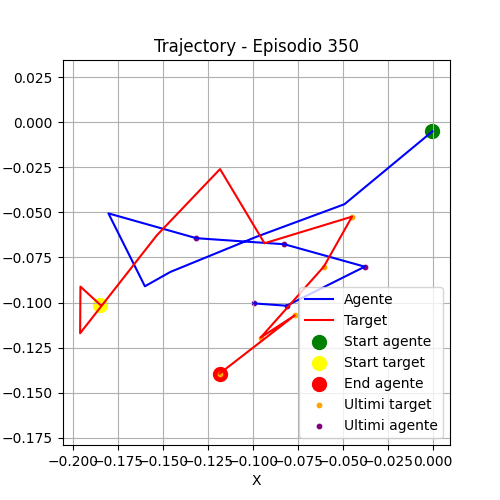 Trajectory - Episodio 350
0.025
0.000
−0.025
−0.050
−0.075
−0.100
−0.125
−0.150
−0.175
Agente
Target
Start agente
Start target
End agente
Ultimi target
Ultimi agente
−0.200 −0.175 −0.150 −0.125 −0.100 −0.075 −0.050 −0.025 0.000
X